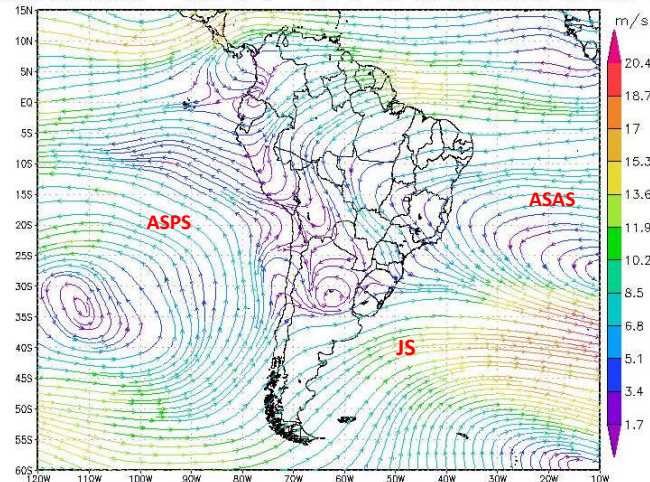 15N
m/s
10N
20.4
5N
18.7
EQ
17
5S
15.3
10S
13.6
15S
ASAS
ASPS
11.9
20S
10.2
25S
8.5
30S
6.8
35S
5.1
JS
40S
3.4
45S
1.7
50S
55S
60S
120W 110W 100W 90W 80W 70W 60W 50W 40W 30W 20W 10W